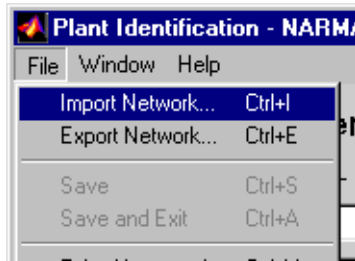 Plant Identification - NARMA
File Window Help
Import Network... Ctrl+I
Export Network... Ctrl+E
Save Ctrl+S
Save and Exit Ctrl+A